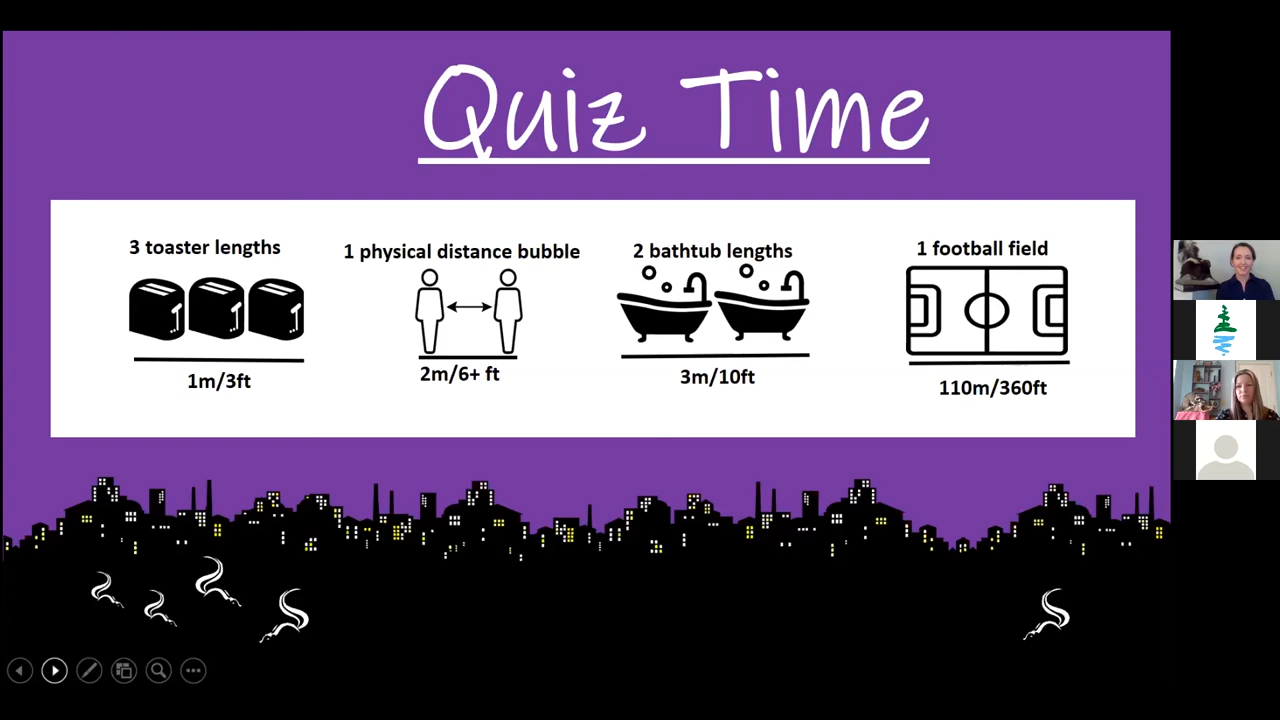 Quiz Time
3 toaster lengths
1 physical distance bubble
2 bathtub lengths
1 football field
1m/3ft
2m/6+ ft
3m/10ft
110m/360ft